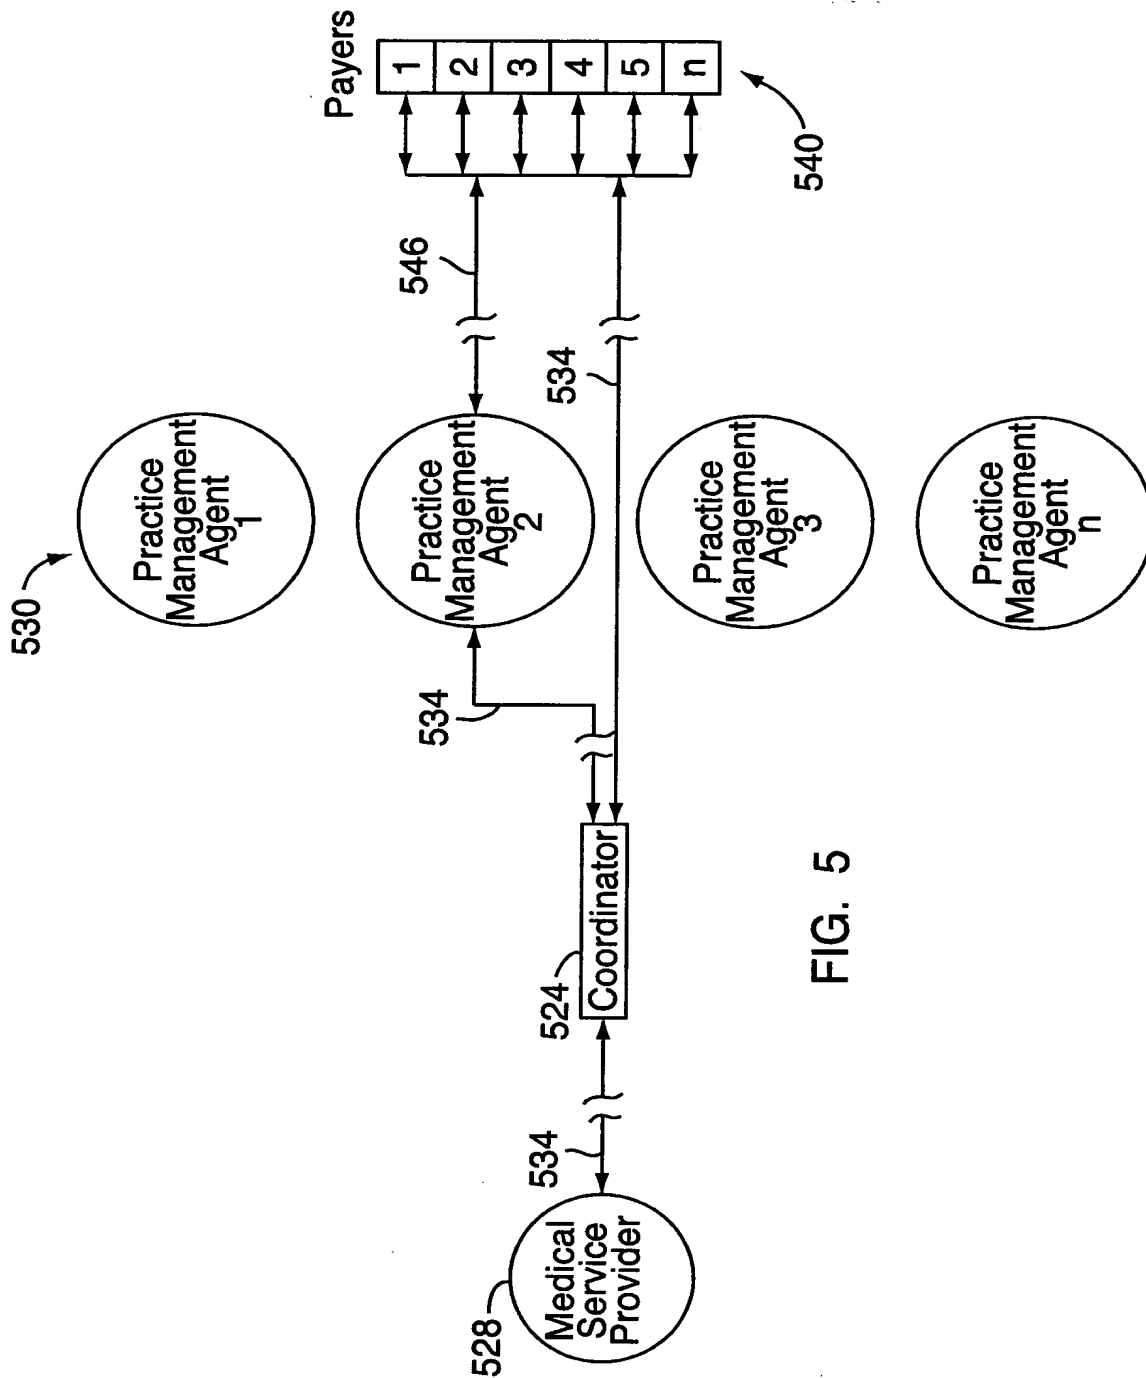 530
Practice
Management
Agent
1
Practice
Management
Agent
2
Practice
Management
Agent
3
Practice
Management
Agent
n
Payers
1
2
3
4
5
n
540
546
534
534
524
Coordinator
534
528
Medical
Service
Provider
FIG. 5